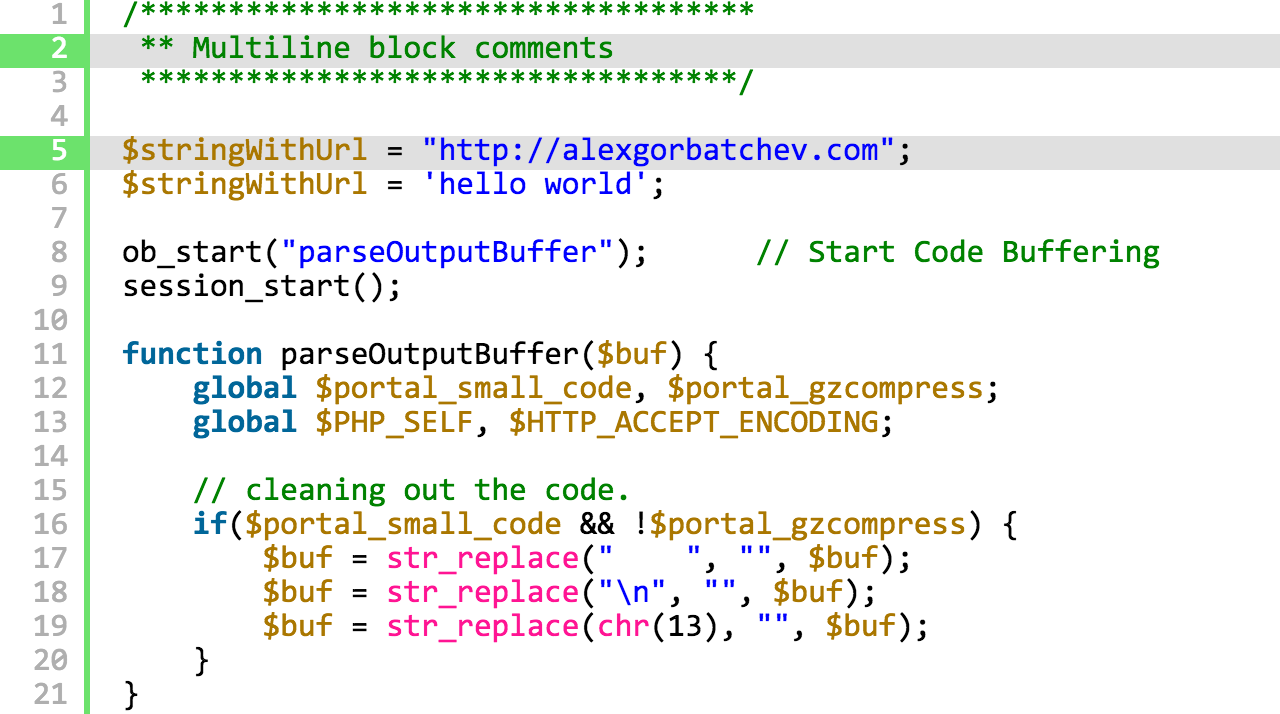 1 /***********************************
2 ** Multiline block comments
3 **********************************/
4
5 $stringWithUrl = "http://alexgorbatchev.com";
6 $stringWithUrl = 'hello world';
7
8 ob_start("parseOutputBuffer");      // Start Code Buffering
9 session_start();
10
11 function parseOutputBuffer($buf) {
12     global $portal_small_code, $portal_gzcompress;
13     global $PHP_SELF, $HTTP_ACCEPT_ENCODING;
14
15     // cleaning out the code.
16     if($portal_small_code && !$portal_gzcompress) {
17         $buf = str_replace("    ", "", $buf);
18         $buf = str_replace("\n", "", $buf);
19         $buf = str_replace(chr(13), "", $buf);
20     }
21 }